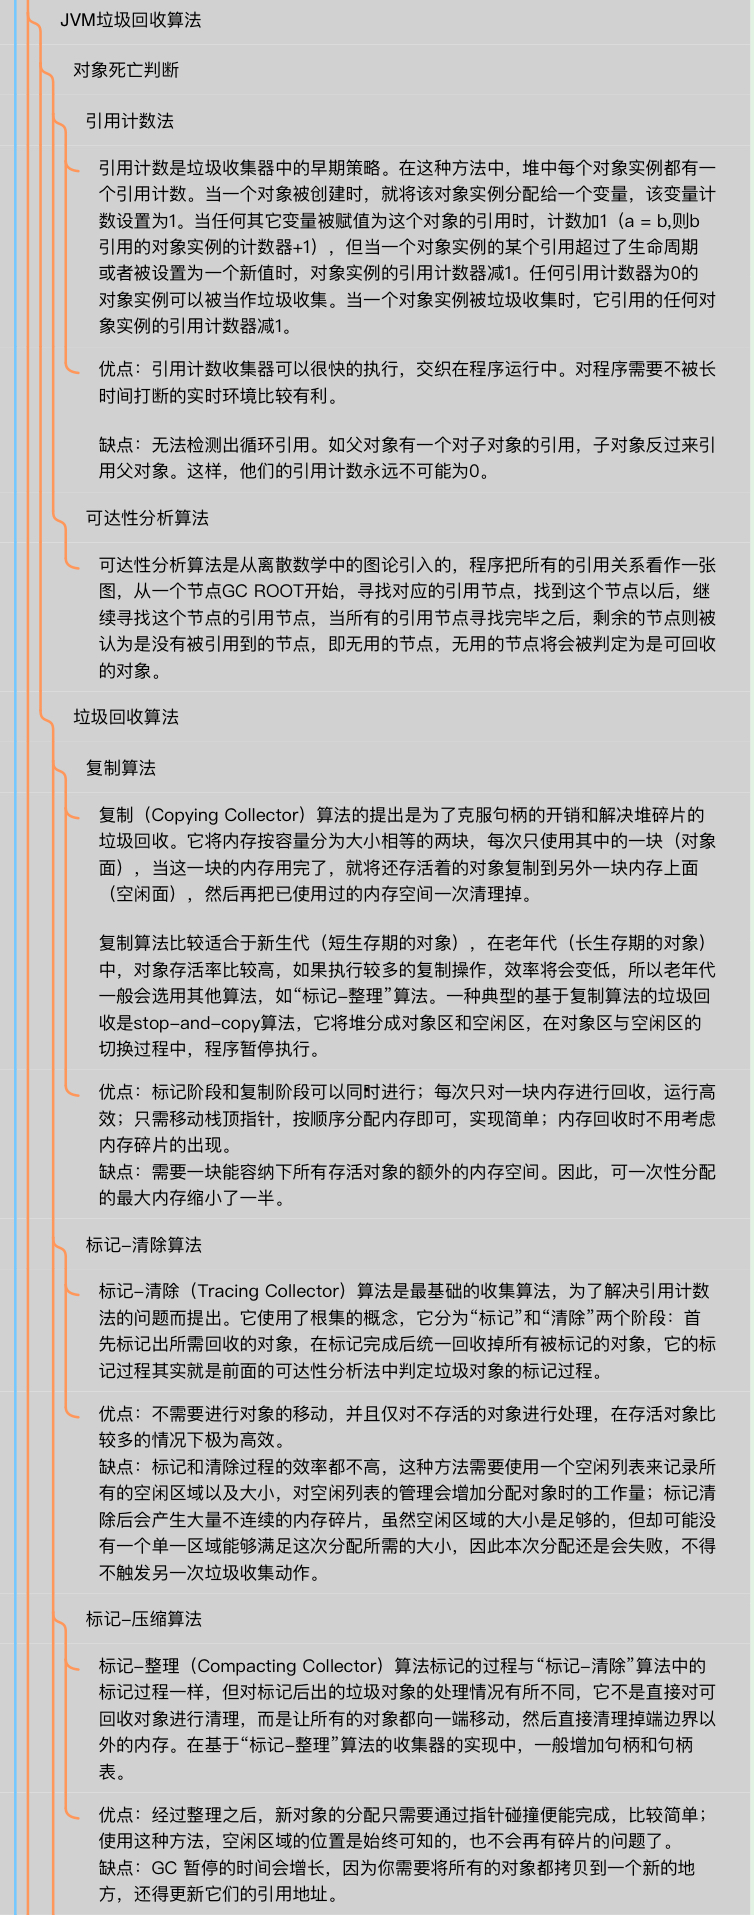 JVM垃圾回收算法
对象死亡判断
引用计数法
引用计数是垃圾收集器中的早期策略。在这种方法中，堆中每个对象实例都有一
个引用计数。当一个对象被创建时，就将该对象实例分配给一个变量，该变量计
数设置为1。当任何其它变量被赋值为这个对象的引用时，计数加1（a = b,则b
引用的对象实例的计数器+1），但当一个对象实例的某个引用超过了生命周期
或者被设置为一个新值时，对象实例的引用计数器减1。任何引用计数器为0的
对象实例可以被当作垃圾收集。当一个对象实例被垃圾收集时，它引用的任何对
象实例的引用计数器减1。
优点：引用计数收集器可以很快的执行，交织在程序运行中。对程序需要不被长
时间打断的实时环境比较有利。
缺点：无法检测出循环引用。如父对象有一个对子对象的引用，子对象反过来引
用父对象。这样，他们的引用计数永远不可能为0。
可达性分析算法
可达性分析算法是从离散数学中的图论引入的，程序把所有的引用关系看作一张
图，从一个节点GC ROOT开始，寻找对应的引用节点，找到这个节点以后，继
续寻找这个节点的引用节点，当所有的引用节点寻找完毕之后，剩余的节点则被
认为是没有被引用到的节点，即无用的节点，无用的节点将会被判定为是可回收
的对象。
垃圾回收算法
复制算法
复制（Copying Collector）算法的提出是为了克服句柄的开销和解决堆碎片的
垃圾回收。它将内存按容量分为大小相等的两块，每次只使用其中的一块（对象
面），当这一块的内存用完了，就将还存活着的对象复制到另外一块内存上面
（空闲面），然后再把已使用过的内存空间一次清理掉。
复制算法比较适合于新生代（短生存期的对象），在老年代（长生存期的对象）
中，对象存活率比较高，如果执行较多的复制操作，效率将会变低，所以老年代
一般会选用其他算法，如“标记–整理”算法。一种典型的基于复制算法的垃圾回
收是stop–and–copy算法，它将堆分成对象区和空闲区，在对象区与空闲区的
切换过程中，程序暂停执行。
优点：标记阶段和复制阶段可以同时进行；每次只对一块内存进行回收，运行高
效；只需移动栈顶指针，按顺序分配内存即可，实现简单；内存回收时不用考虑
内存碎片的出现。
缺点：需要一块能容纳下所有存活对象的额外的内存空间。因此，可一次性分配
的最大内存缩小了一半。
标记–清除算法
标记–清除（Tracing Collector）算法是最基础的收集算法，为了解决引用计数
法的问题而提出。它使用了根集的概念，它分为“标记”和“清除”两个阶段：首
先标记出所需回收的对象，在标记完成后统一回收掉所有被标记的对象，它的标
记过程其实就是前面的可达性分析法中判定垃圾对象的标记过程。
优点：不需要进行对象的移动，并且仅对不存活的对象进行处理，在存活对象比
较多的情况下极为高效。
缺点：标记和清除过程的效率都不高，这种方法需要使用一个空闲列表来记录所
有的空闲区域以及大小，对空闲列表的管理会增加分配对象时的工作量；标记清
除后会产生大量不连续的内存碎片，虽然空闲区域的大小是足够的，但却可能没
有一个单一区域能够满足这次分配所需的大小，因此本次分配还是会失败，不得
不触发另一次垃圾收集动作。
标记–压缩算法
标记–整理（Compacting Collector）算法标记的过程与“标记–清除”算法中的
标记过程一样，但对标记后出的垃圾对象的处理情况有所不同，它不是直接对可
回收对象进行清理，而是让所有的对象都向一端移动，然后直接清理掉端边界以
外的内存。在基于“标记–整理”算法的收集器的实现中，一般增加句柄和句柄
表。
优点：经过整理之后，新对象的分配只需要通过指针碰撞便能完成，比较简单；
使用这种方法，空闲区域的位置是始终可知的，也不会再有碎片的问题了。
缺点：GC 暂停的时间会增长，因为你需要将所有的对象都拷贝到一个新的地
方，还得更新它们的引用地址。